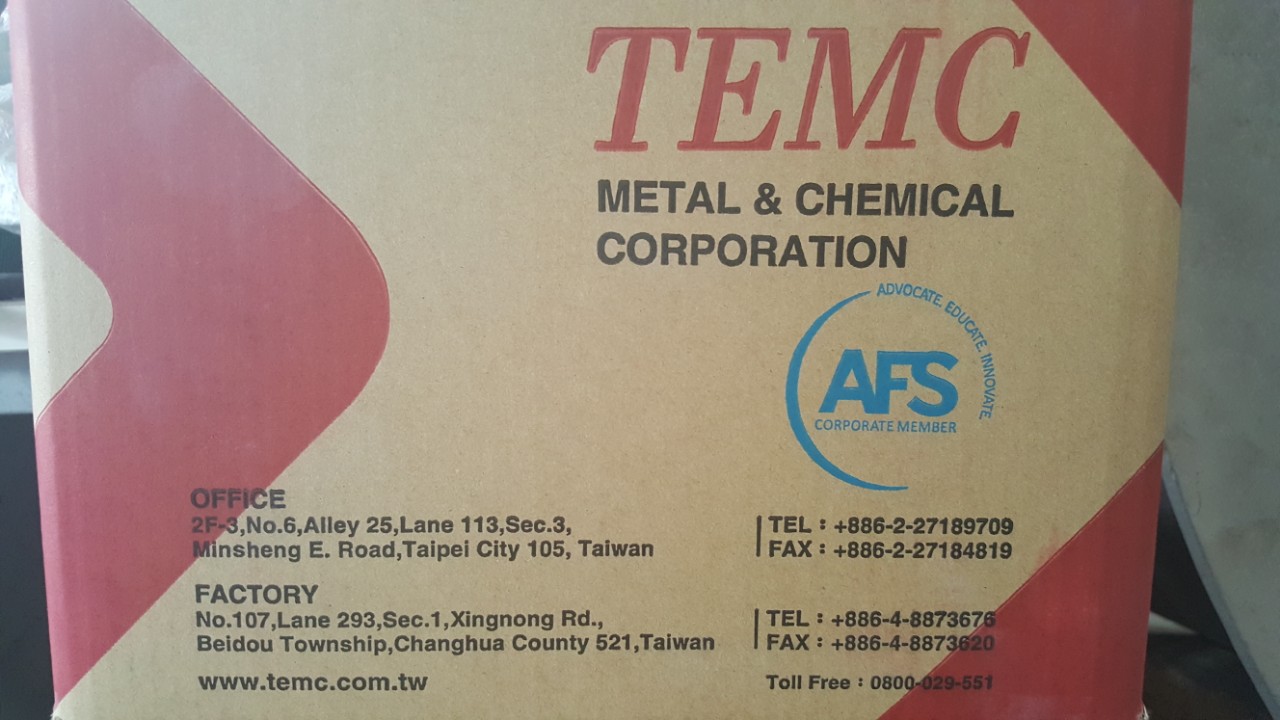 TEMC
METAL & CHEMICAL
CORPORATION
ADVOCATE. EDUCATE. INNOVATE.
AFS
CORPORATE MEMBER
OFFICE
2F-3,No.6,Alley 25,Lane 113,Sec.3,
Minsheng E. Road,Taipei City 105, Taiwan
TEL : +886-2-27189709
FAX : +886-2-27184819
FACTORY
No.107,Lane 293,Sec.1,Xingnong Rd.,
Beidou Township,Changhua County 521,Taiwan
TEL : +886-4-8873676
FAX : +886-4-8873620
www.temc.com.tw
Toll Free : 0800-029-551